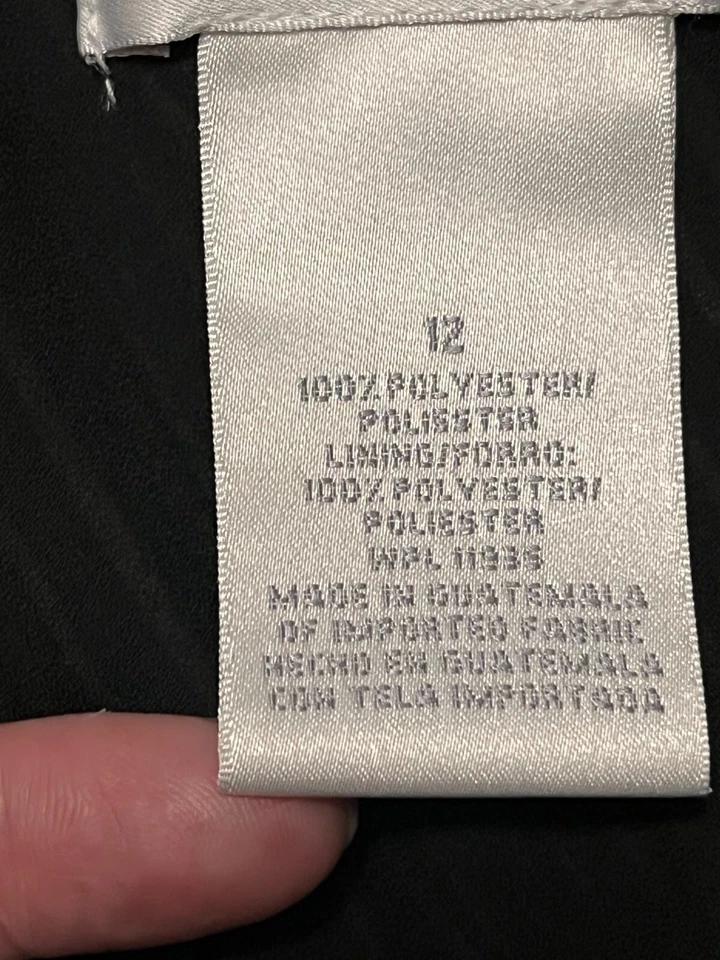 12
100% POLYESTER/
POLIESTER
LINING/FORRO:
100% POLYESTER/
POLIESTER
WPL 11935
MADE IN GUATEMALA
OF IMPORTED FABRIC
HECHO EN GUATEMALA
CON TELA IMPORTADA